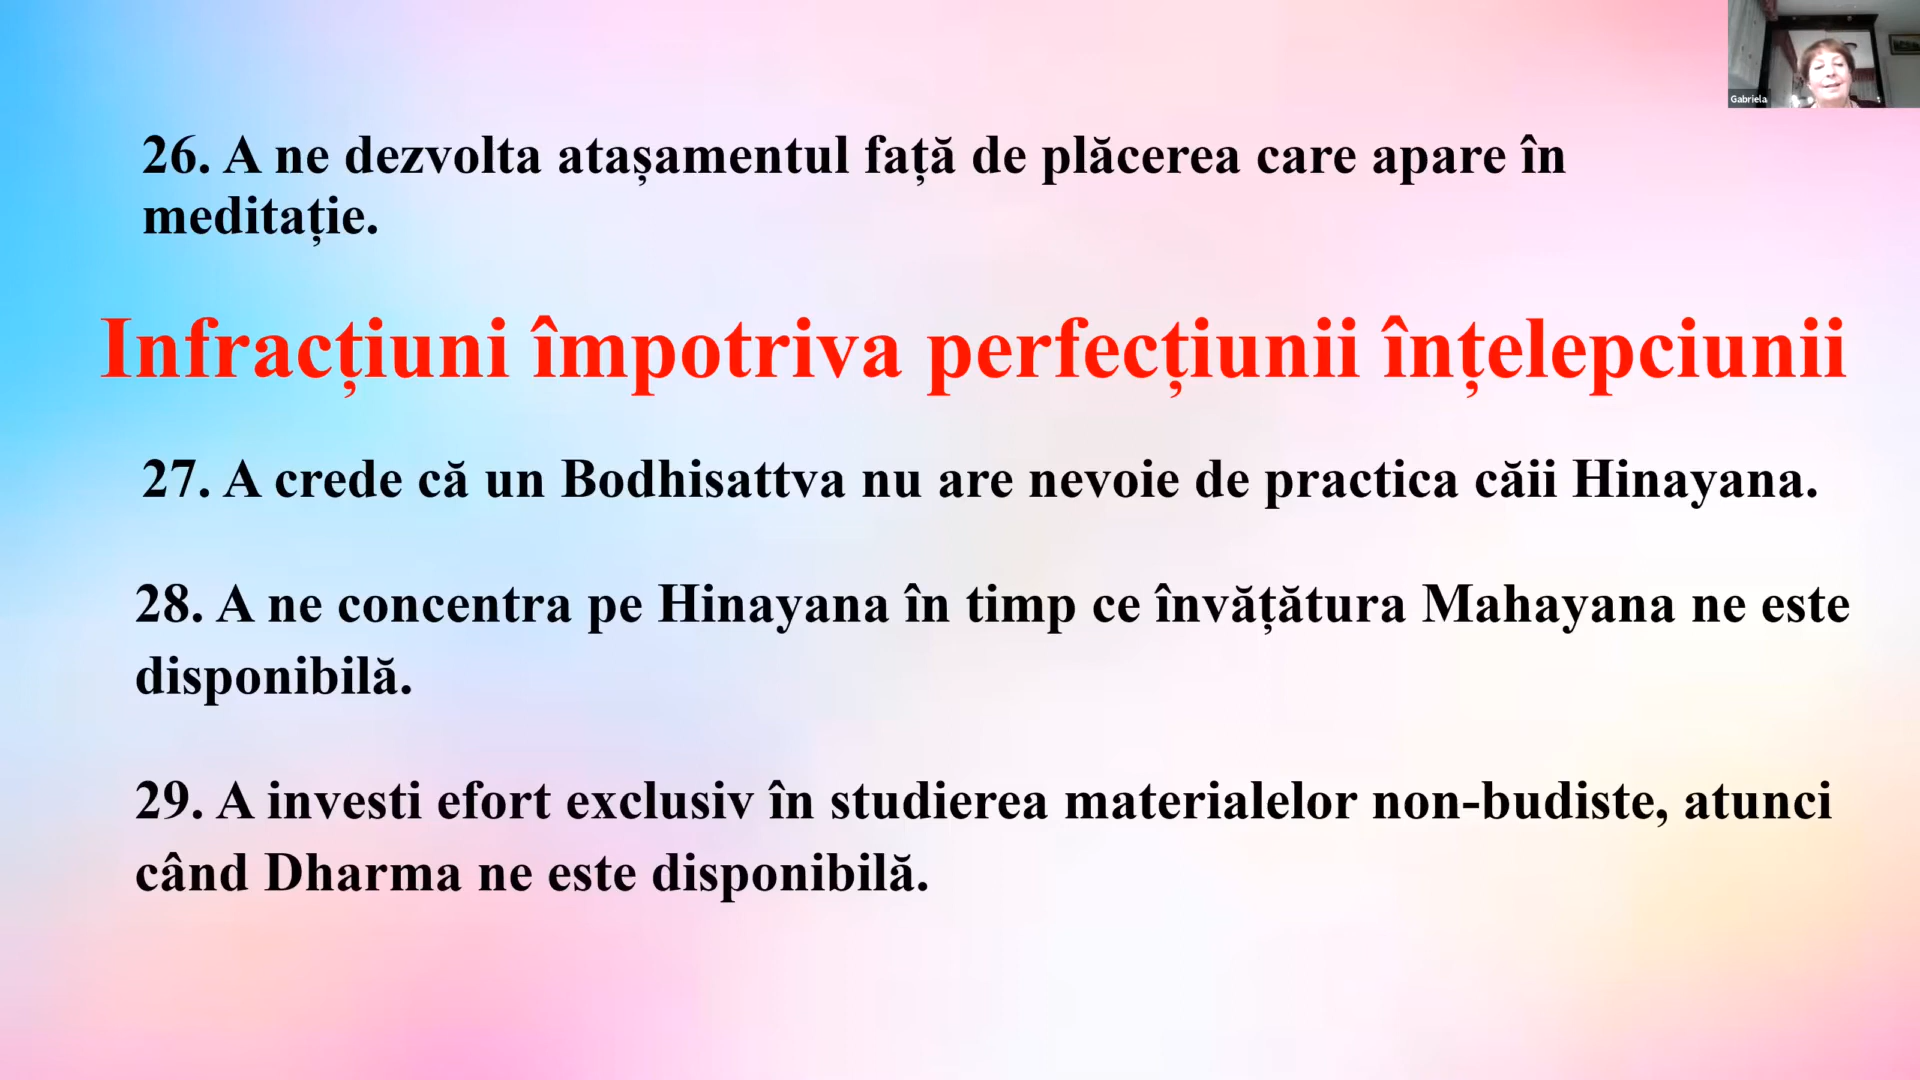 Gabriela
26. A ne dezvolta atașamentul față de plăcerea care apare în
meditație.
Infracțiuni împotriva perfecțiunii înțelepciunii
27. A crede că un Bodhisattva nu are nevoie de practica căii Hinayana.
28. A ne concentra pe Hinayana în timp ce învățătura Mahayana ne este
disponibilă.
29. A investi efort exclusiv în studierea materialelor non-budiste, atunci
când Dharma ne este disponibilă.